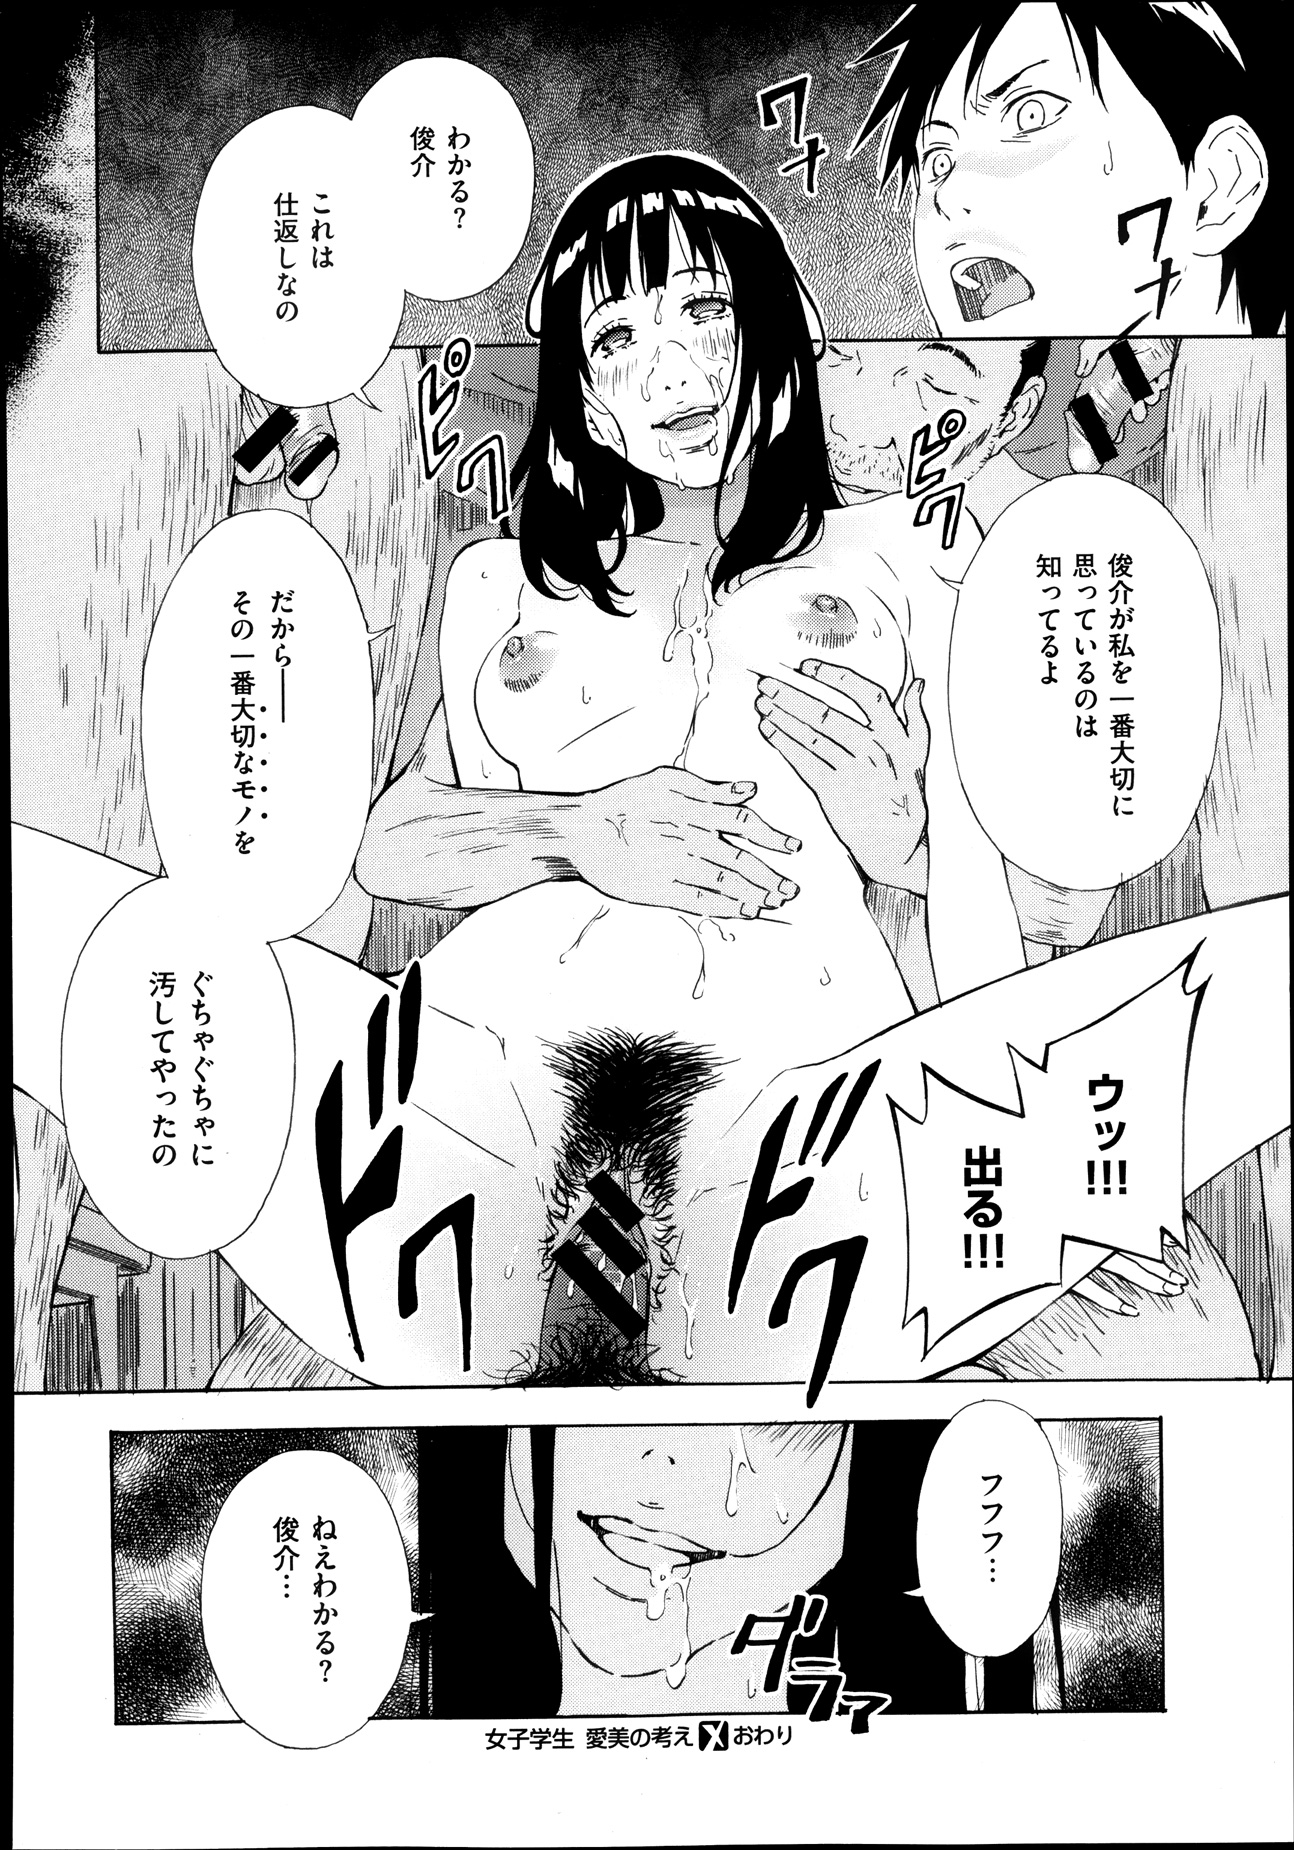 ワナ
ワナ
わかる?
俊介
これは
仕返しなの
ピク
ピク
俊介が私を一番大切に
思っているのは
知ってるよ
だから──
その一番大切なモノを
ぐちゃぐちゃに
汚してやったの
ウッ!!!
出る!!!
ドク
ドク
フフフ…
ダラァ
ねえわかる?
俊介…
女子学生 愛美の考え X おわり